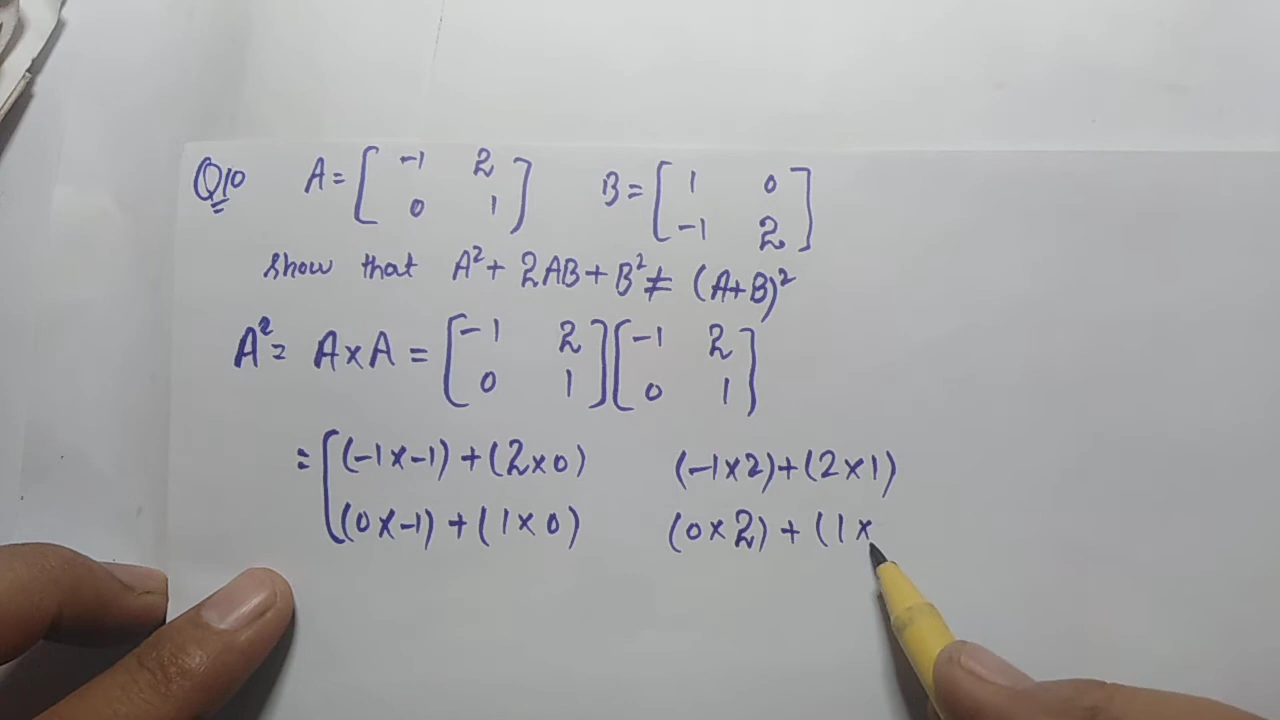 Q10 A = [ -1 2 B = [ 1 0
0 1 ] -1 2 ]
Show that A² + 2AB + B² ≠ (A+B)²
A² = A × A = [ -1 2 ] [ -1 2 ]
0 1 0 1
= [ (-1×-1) + (2×0) (-1×2) + (2×1)
(0×-1) + (1×0) (0×2) + (1×